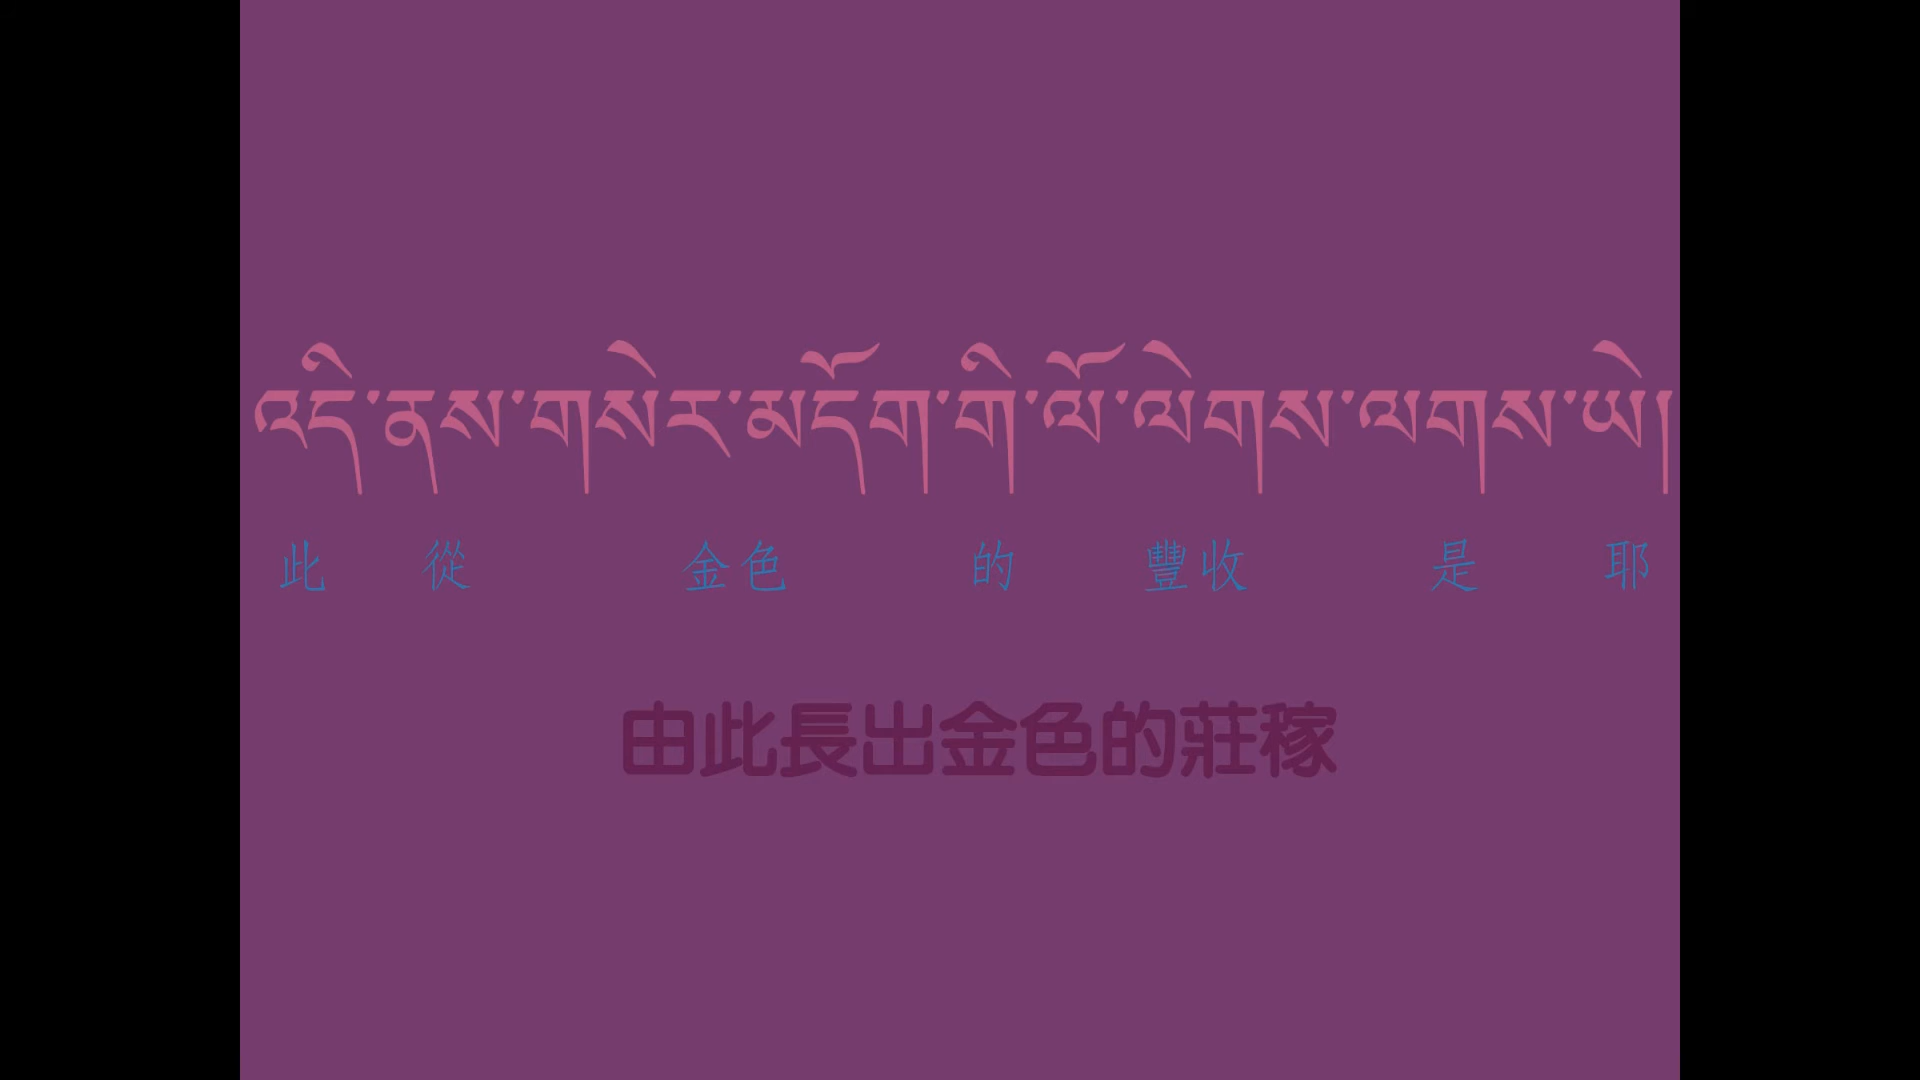 འདི་ནས་གསེར་མདོག་གི་ལོ་ལེགས་ལགས་ཡེ།
此 從 金色 的 豐收 是 耶
由此長出金色的莊稼